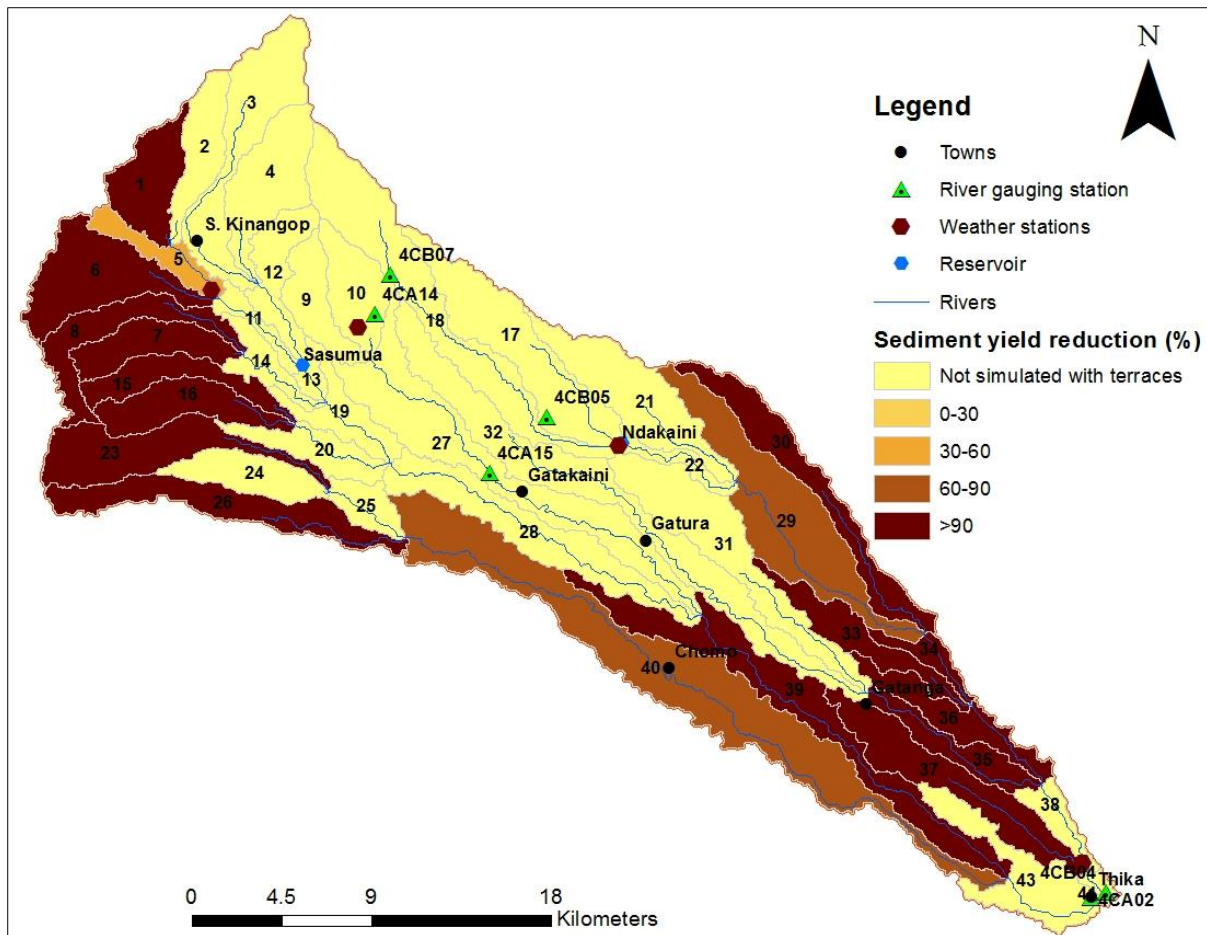 N
Legend
Towns
River gauging station
Weather stations
Reservoir
Rivers
Sediment yield reduction (%)
Not simulated with terraces
0-30
30-60
60-90
>90
3
2
4
1
S. Kinangop
5
6
12
4CB07
9
10
4CA14
11
18
17
8
7
Sasumua
14
13
15
16
19
4CB05
21
30
27
32
Ndakaini
23
20
4CA15
22
24
Gatakaini
26
25
28
Gatura
31
29
33
34
40
Chomo
39
Gatanga
36
35
37
38
43
4CB04
Thika
44
4CA02
0
4.5
9
18
Kilometers